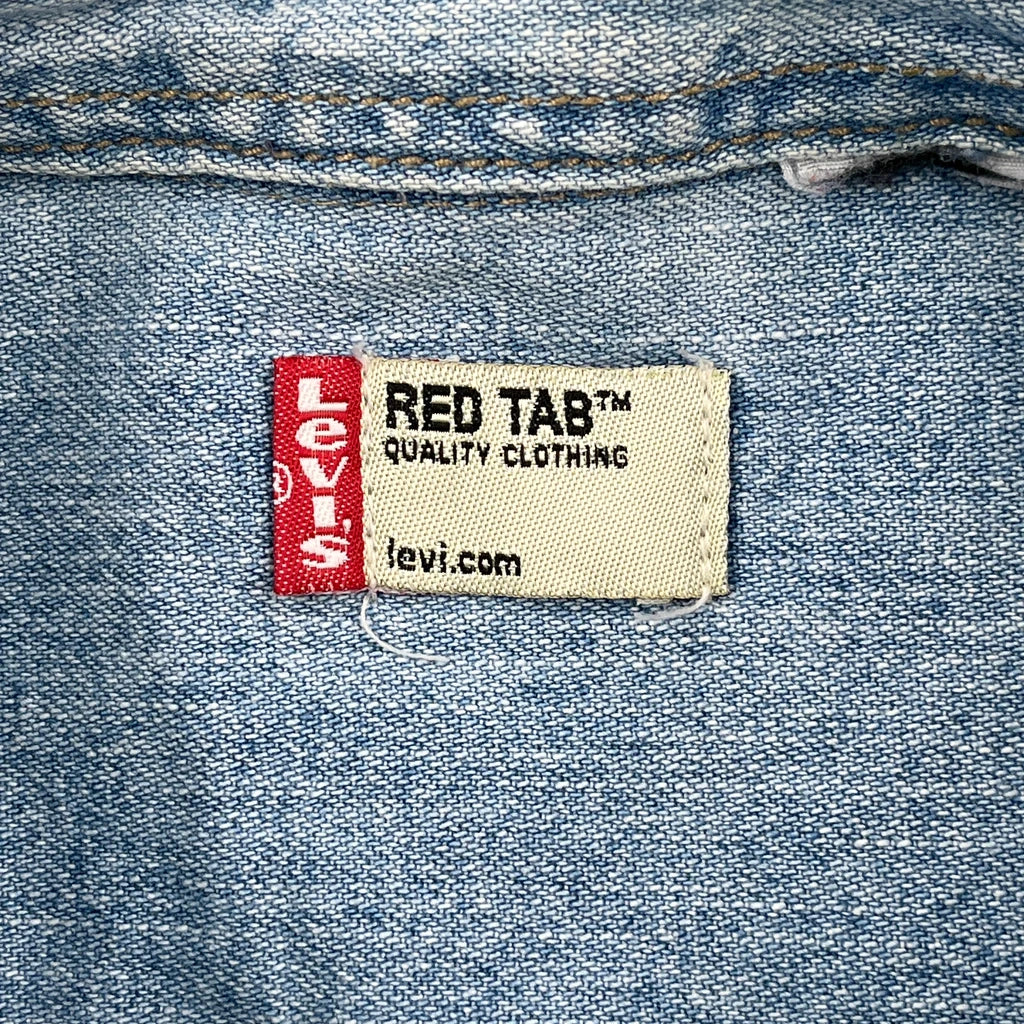 Levi's
®
RED TAB™
QUALITY CLOTHING
levi.com